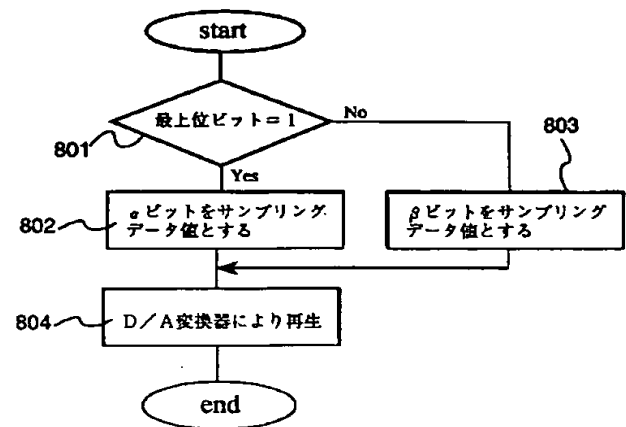 start
最上位ビット=1
No
801
803
Yes
αビットをサンプリング
データ値とする
802
βビットをサンプリング
データ値とする
804
D/A変換器により再生
end